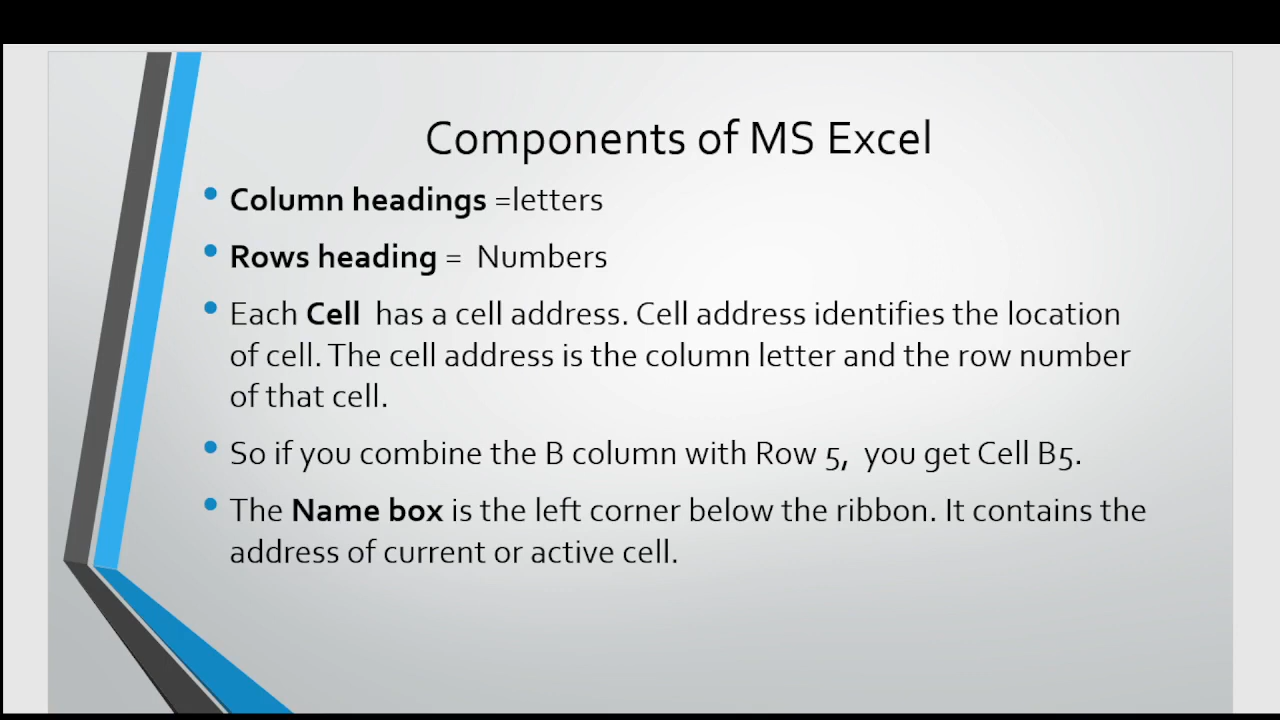 Components of MS Excel
• Column headings =letters
• Rows heading = Numbers
• Each Cell has a cell address. Cell address identifies the location
of cell. The cell address is the column letter and the row number
of that cell.
• So if you combine the B column with Row 5, you get Cell B5.
• The Name box is the left corner below the ribbon. It contains the
address of current or active cell.